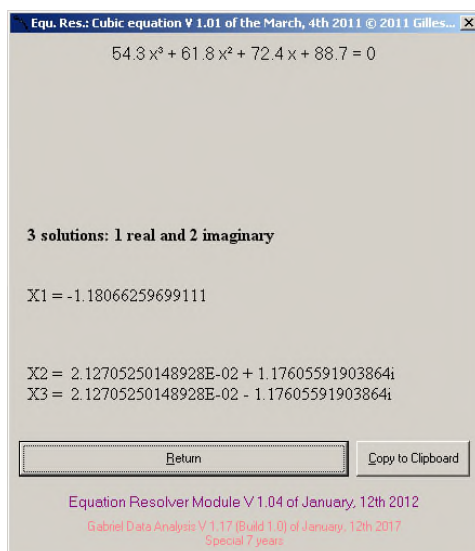 Equ. Res.: Cubic equation V 1.01 of the March, 4th 2011 © 2011 Gilles...
54.3 x³ + 61.8 x² + 72.4 x + 88.7 = 0
3 solutions: 1 real and 2 imaginary
X1 = -1.18066259699111
X2 = 2.12705250148928E-02 + 1.17605591903864i
X3 = 2.12705250148928E-02 - 1.17605591903864i
Return
Copy to Clipboard
Equation Resolver Module V 1.04 of January, 12th 2012
Gabriel Data Analysis V 1.17 (Build 1.0) of January, 12th 2017
Special 7 years